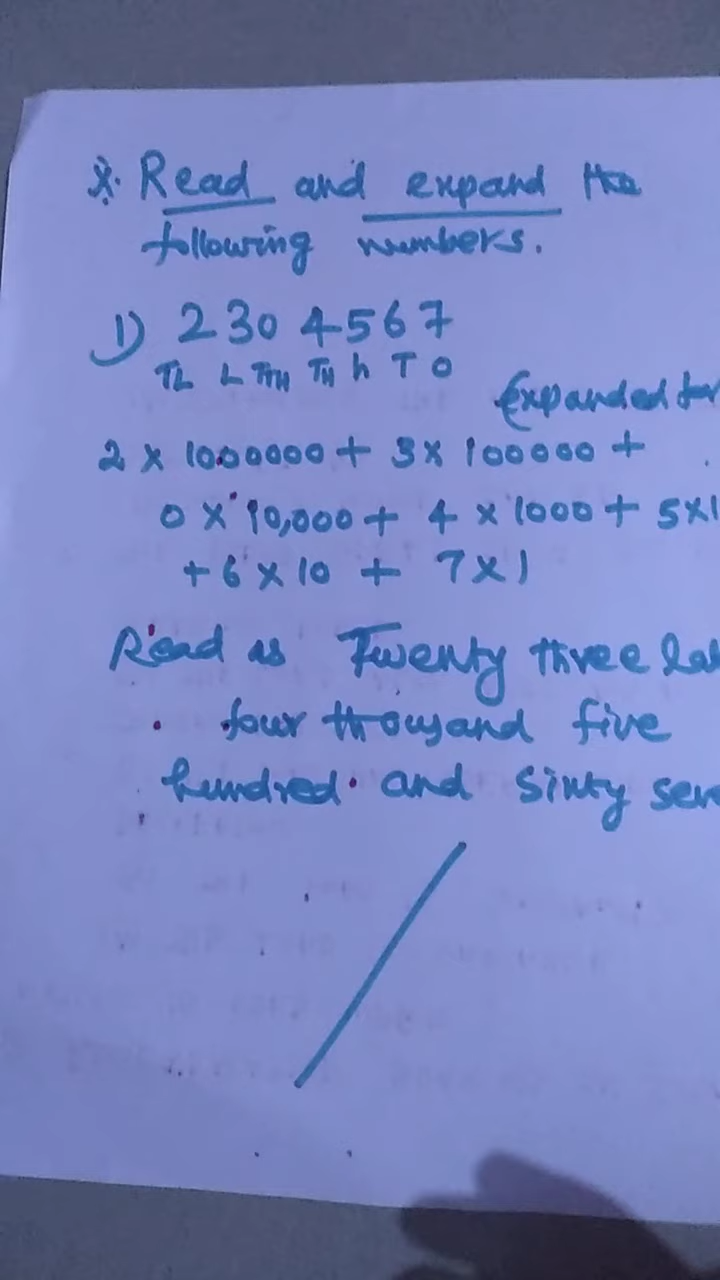 Read and expand the
following numbers.
1) 2304567
TL L TTH TH h T O
Expanded
2 x 1000000 + 3 x 100000 +
0 x 10,000 + 4 x 1000 + 5x1
+ 6 x 10 + 7 x 1
Read as Twenty three
four thousand five
hundred and sixty